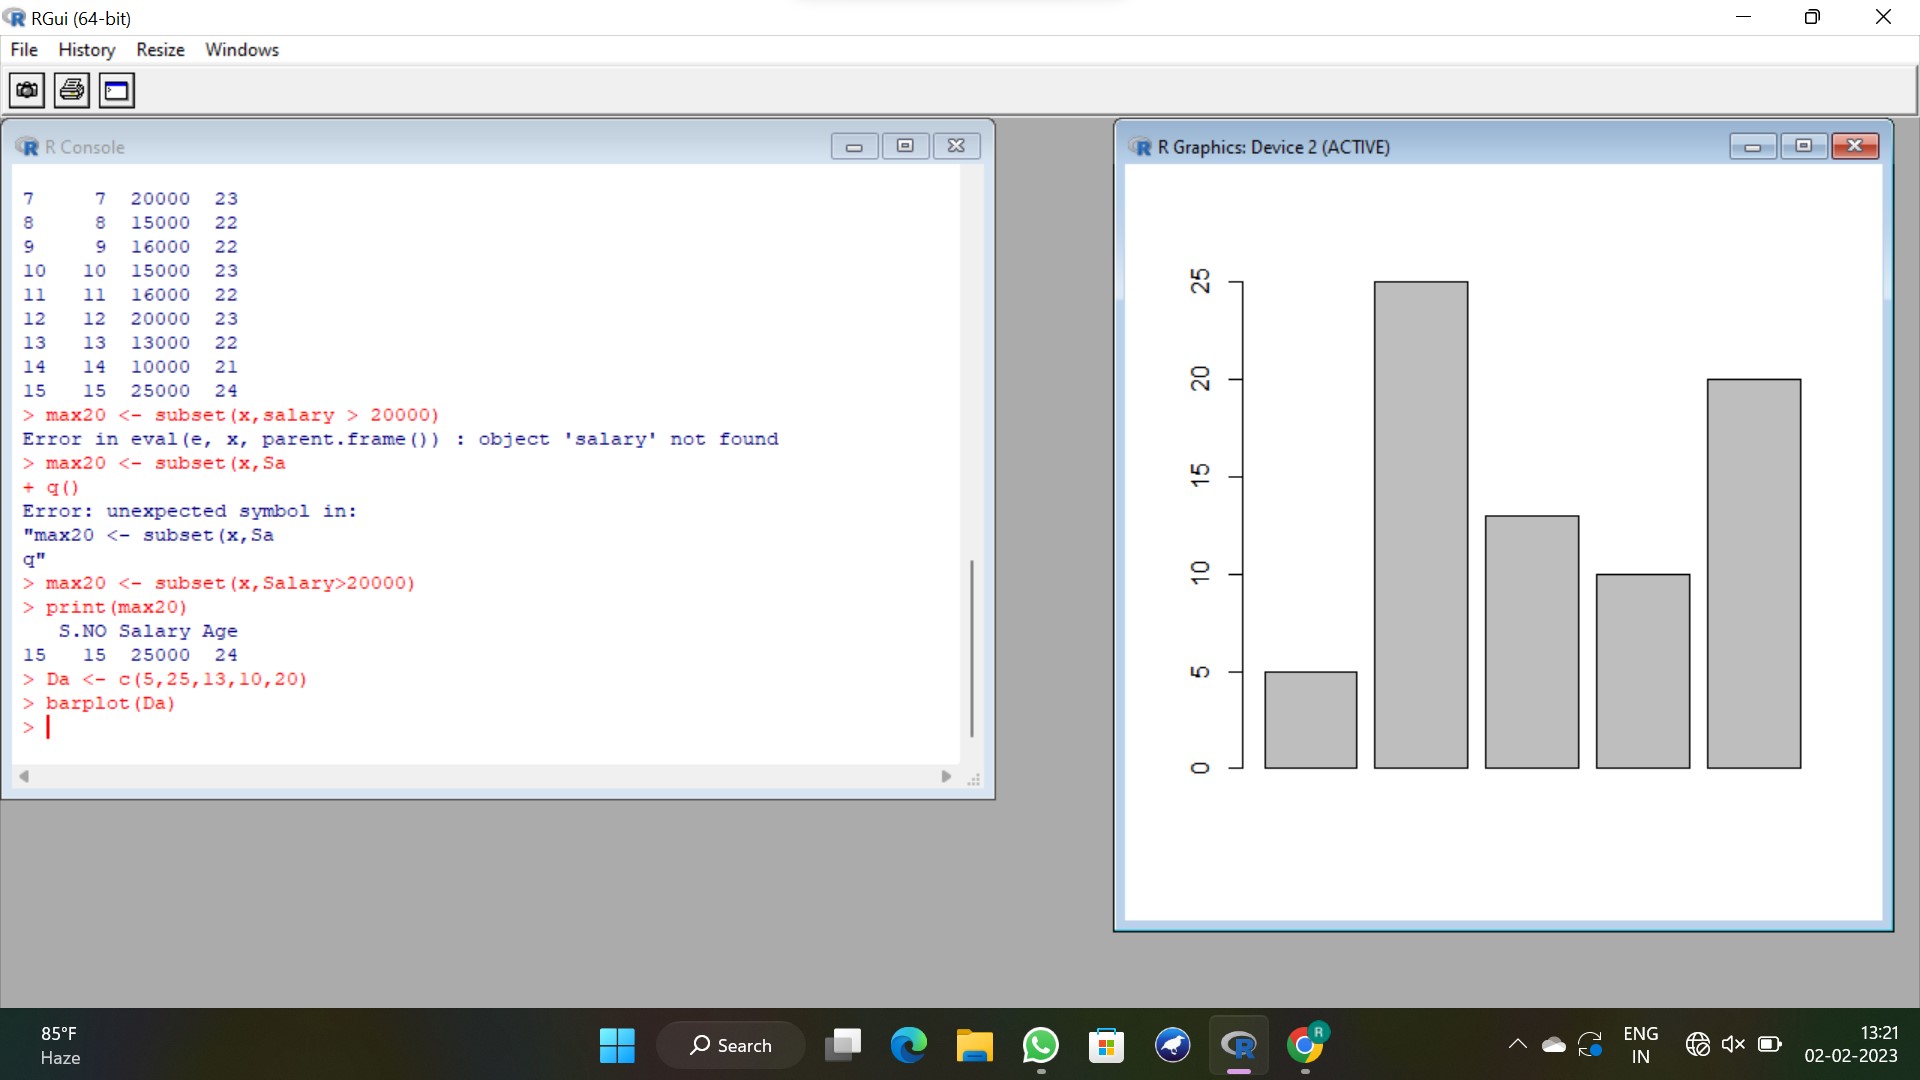 RGui (64-bit)
File History Resize Windows
R Console
7 7 20000 23
8 8 15000 22
9 9 16000 22
10 10 15000 23
11 11 16000 22
12 12 20000 23
13 13 13000 22
14 14 10000 21
15 15 25000 24
> max20 <- subset(x,salary > 20000)
Error in eval(e, x, parent.frame()) : object 'salary' not found
> max20 <- subset(x,Sa
+ q()
Error: unexpected symbol in:
"max20 <- subset(x,Sa
q"
> max20 <- subset(x,Salary>20000)
> print(max20)
S.NO Salary Age
15 15 25000 24
> Da <- c(5,25,13,10,20)
> barplot(Da)
>
R Graphics: Device 2 (ACTIVE)
25
20
15
10
5
0
85°F
Haze
Search
R
ENG
IN
13:21
02-02-2023